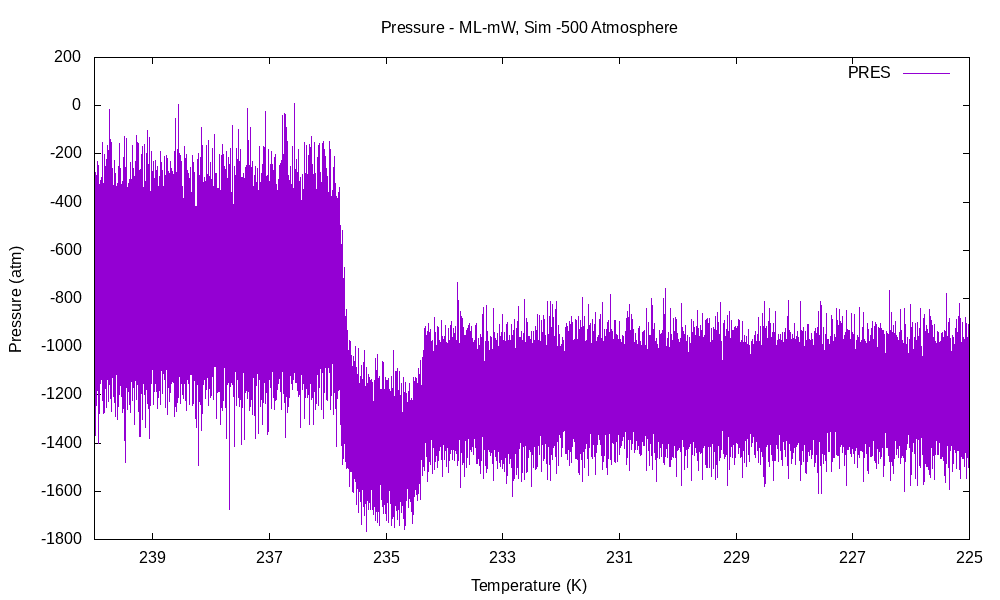 Pressure - ML-mW, Sim -500 Atmosphere
PRES
200
0
-200
-400
-600
-800
-1000
-1200
-1400
-1600
-1800
Pressure (atm)
239 237 235 233 231 229 227 225
Temperature (K)